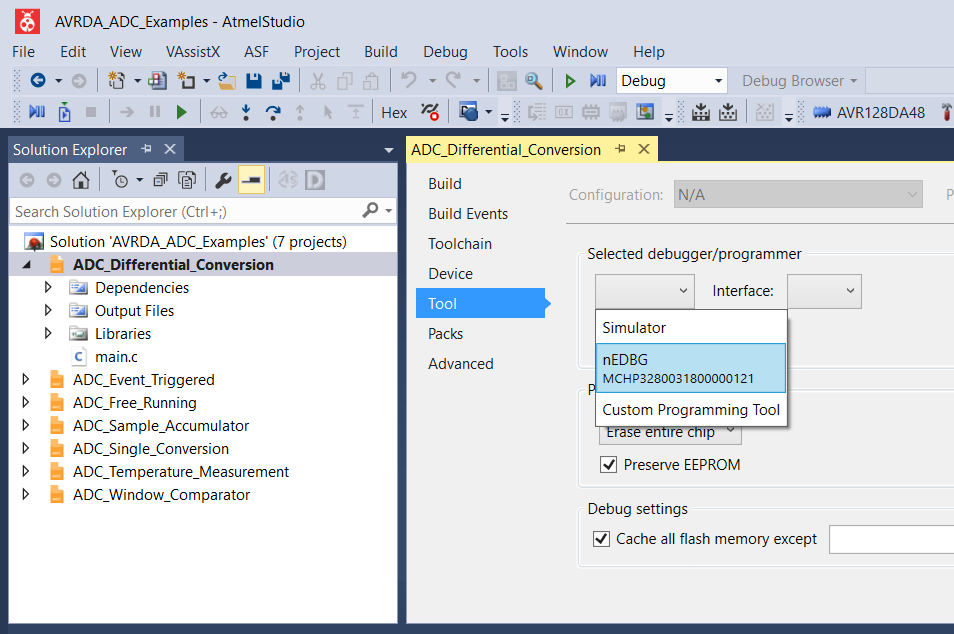 AVRDA_ADC_Examples - AtmelStudio
File Edit View VAssistX ASF Project Build Debug Tools Window Help
Debug Debug Browser
Hex AVR128DA48
Solution Explorer
Search Solution Explorer (Ctrl+;)
Solution 'AVRDA_ADC_Examples' (7 projects)
ADC_Differential_Conversion
Dependencies
Output Files
Libraries
main.c
ADC_Event_Triggered
ADC_Free_Running
ADC_Sample_Accumulator
ADC_Single_Conversion
ADC_Temperature_Measurement
ADC_Window_Comparator
ADC_Differential_Conversion
Build
Build Events
Toolchain
Device
Tool
Packs
Advanced
Configuration: N/A
Selected debugger/programmer
Interface:
Simulator
nEDBG
MCHP3280031800000121
Custom Programming Tool
Erase entire chip
Preserve EEPROM
Debug settings
Cache all flash memory except